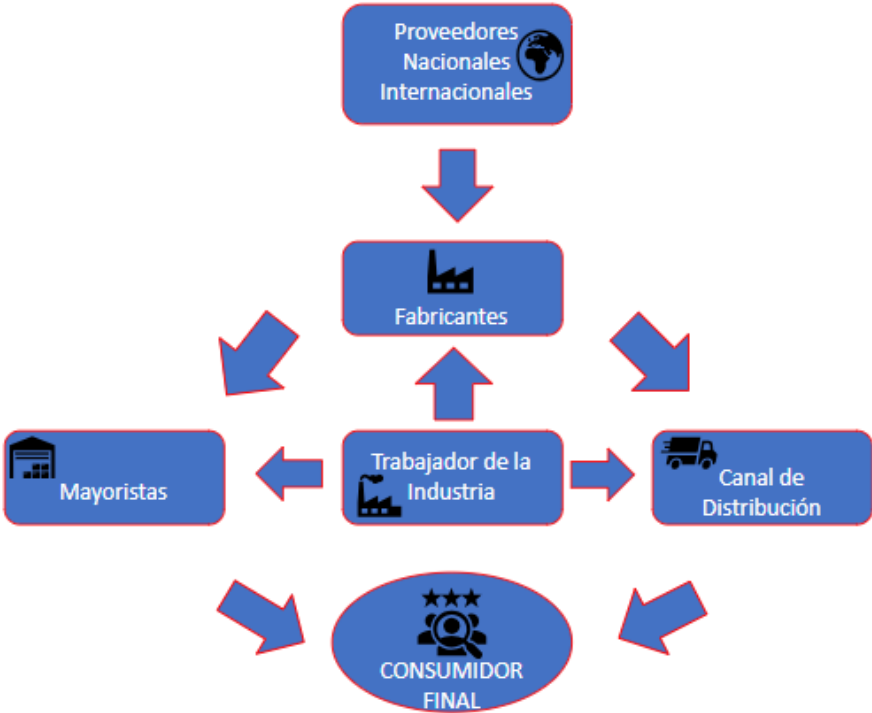 Proveedores
Nacionales
Internacionales
Fabricantes
Mayoristas
Trabajador de la
Industria
Canal de
Distribución
CONSUMIDOR
FINAL